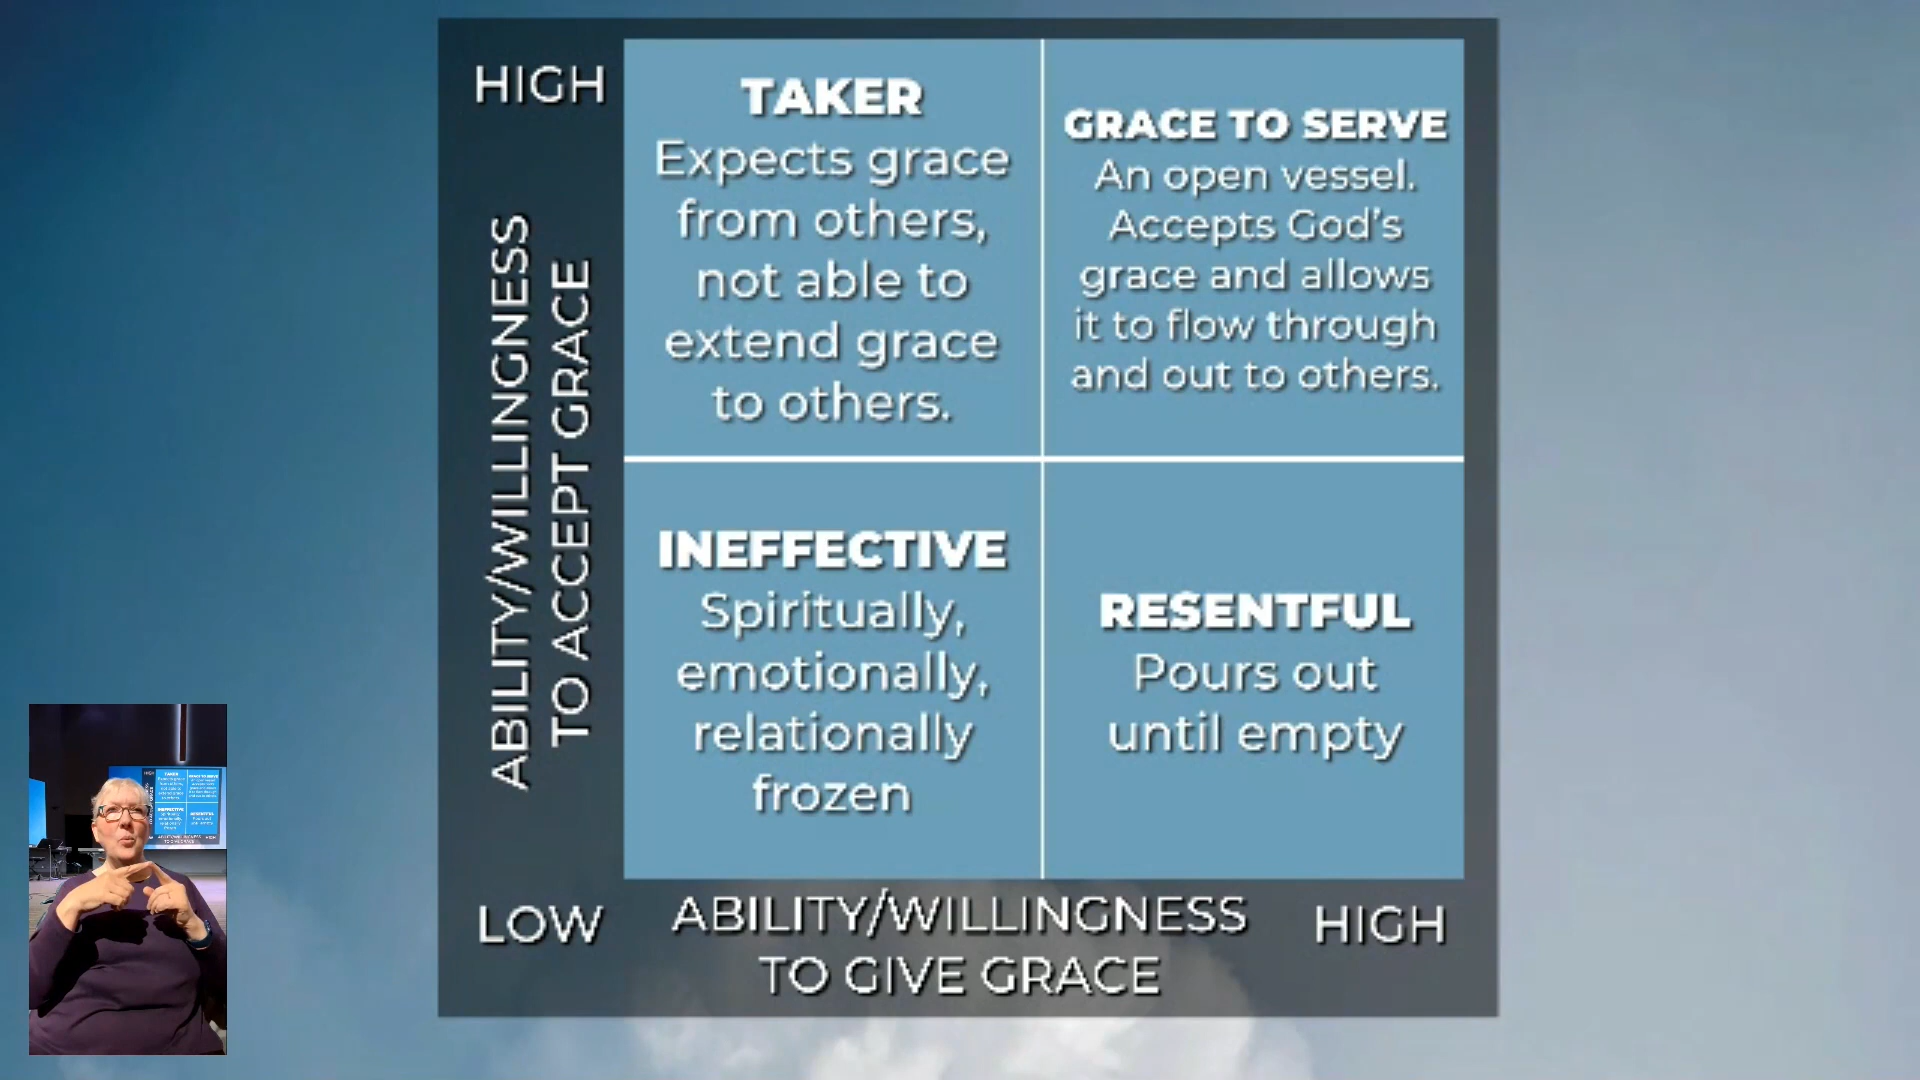 HIGH
TAKER
Expects grace
from others,
not able to
extend grace
to others.
GRACE TO SERVE
An open vessel.
Accepts God's
grace and allows
it to flow through
and out to others.
ABILITY/WILLINGNESS
TO ACCEPT GRACE
INEFFECTIVE
Spiritually,
emotionally,
relationally
frozen
RESENTFUL
Pours out
until empty
LOW
ABILITY/WILLINGNESS
TO GIVE GRACE
HIGH